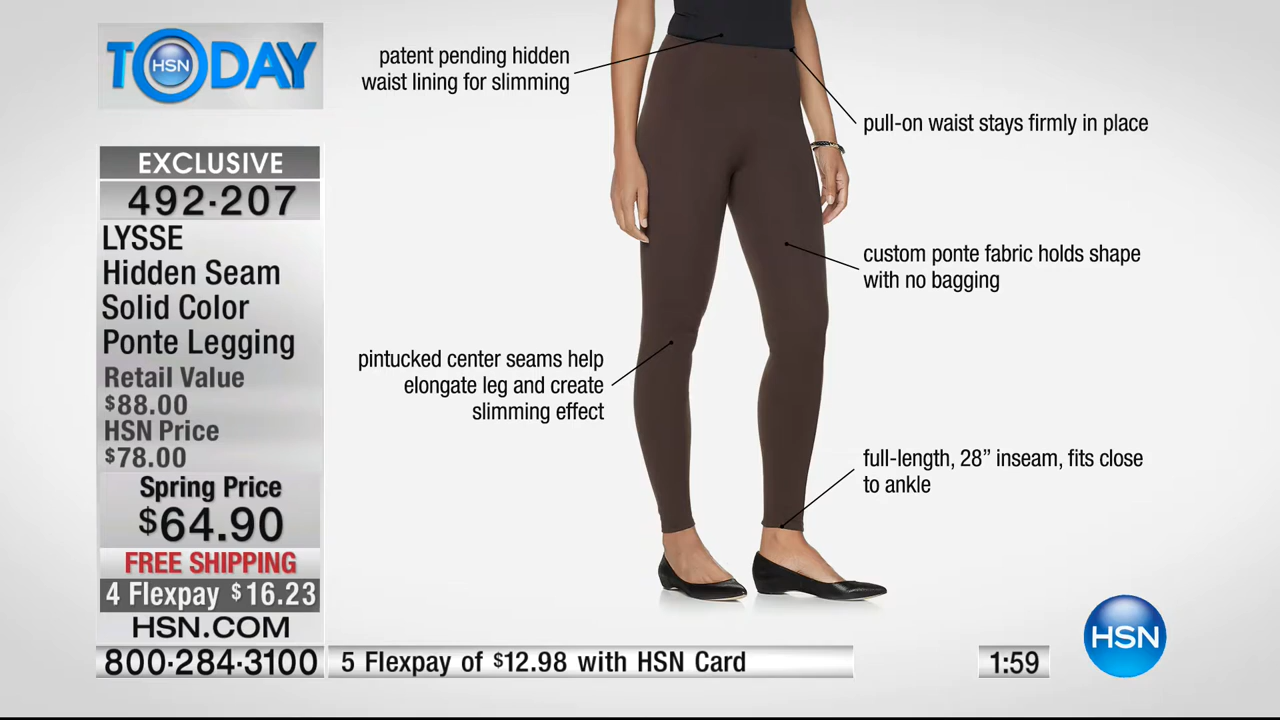 TODAY
HSN
EXCLUSIVE
492·207
LYSSE
Hidden Seam
Solid Color
Ponte Legging
Retail Value
$88.00
HSN Price
$78.00
Spring Price
$64.90
FREE SHIPPING
4 Flexpay $16.23
HSN.COM
800·284·3100
5 Flexpay of $12.98 with HSN Card
1:59
HSN
patent pending hidden
waist lining for slimming
pull-on waist stays firmly in place
custom ponte fabric holds shape
with no bagging
pintucked center seams help
elongate leg and create
slimming effect
full-length, 28” inseam, fits close
to ankle